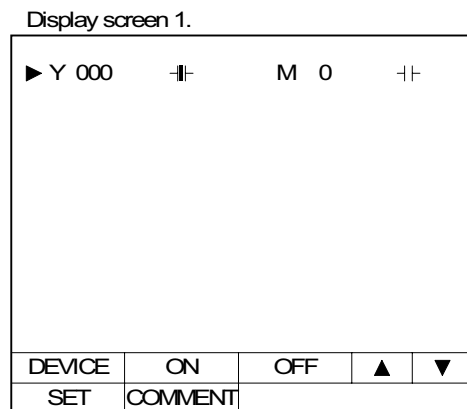 Display screen 1.
▶ Y 000 M 0
DEVICE ON OFF ▲ ▼
SET COMMENT